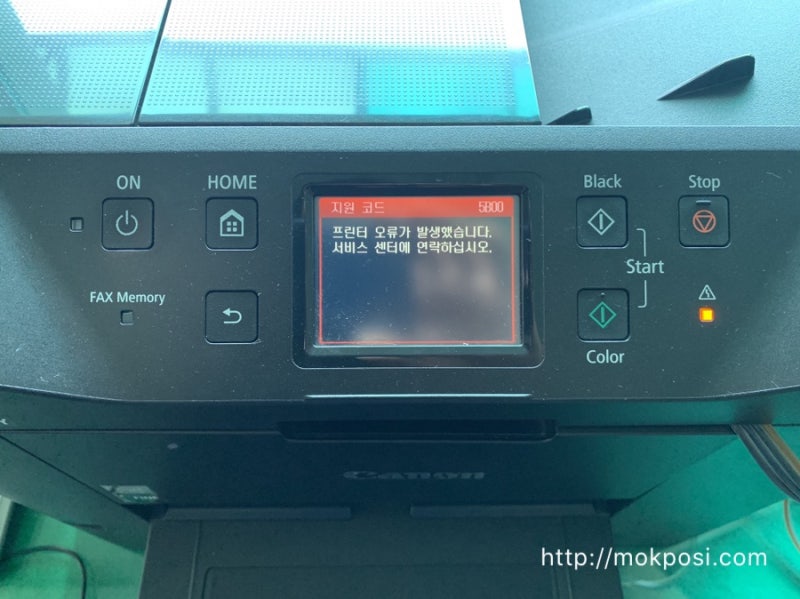 ON
HOME
지원 코드 5B00
프린터 오류가 발생했습니다.
서비스 센터에 연락하십시오.
Black
Stop
Start
FAX Memory
Color
Canon
http://mokposi.com